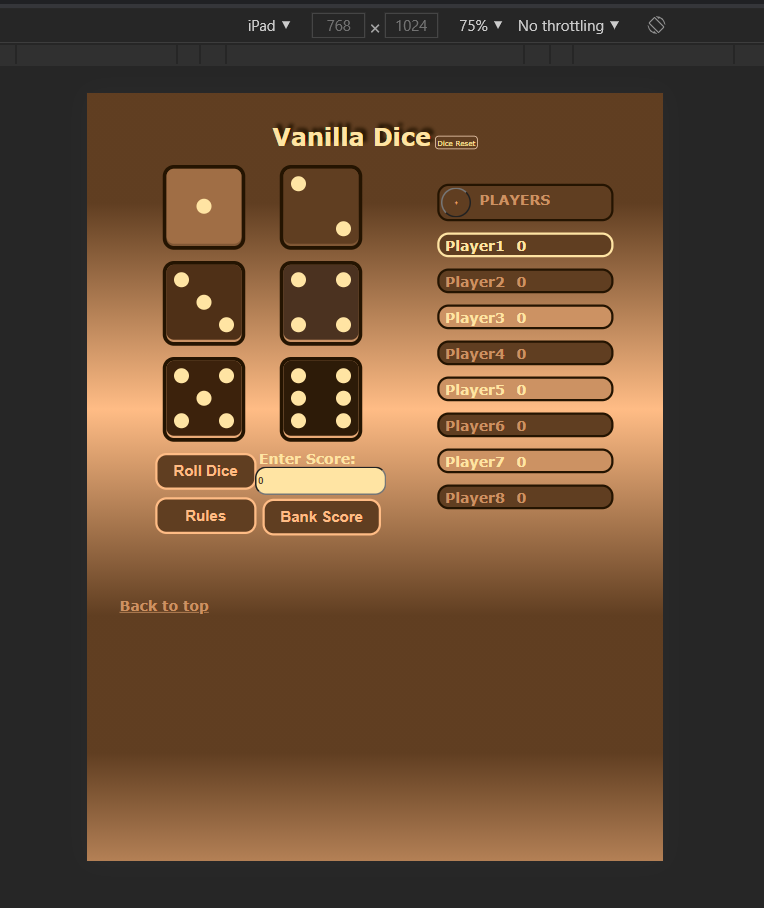 iPad ▼ 768 × 1024 75% ▼ No throttling ▼
Vanilla Dice Dice Reset
+ PLAYERS
Player1 0
Player2 0
Player3 0
Player4 0
Player5 0
Player6 0
Player7 0
Player8 0
Enter Score:
Roll Dice 0
Rules Bank Score
Back to top